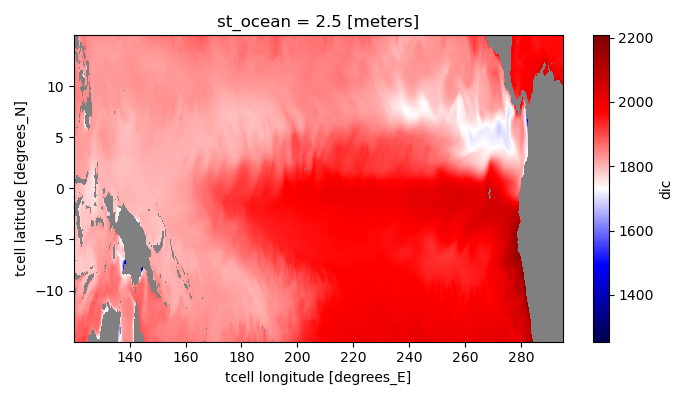 st_ocean = 2.5 [meters]
tcell latitude [degrees_N]
10
5
0
−5
−10
140 160 180 200 220 240 260 280
tcell longitude [degrees_E]
2200
2000
1800
1600
1400
dic